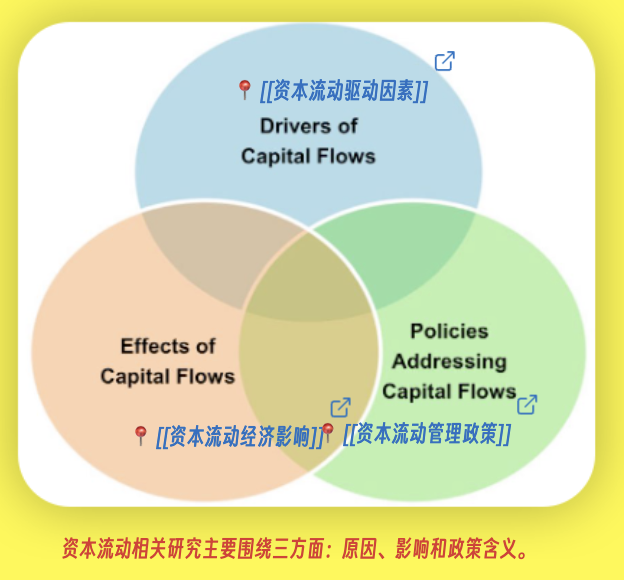 [[资本流动驱动因素]]
Drivers of
Capital Flows
Effects of
Capital Flows
Policies
Addressing
Capital Flows
[[资本流动经济影响]]
[[资本流动管理政策]]
资本流动相关研究主要围绕三方面：原因、影响和政策含义。